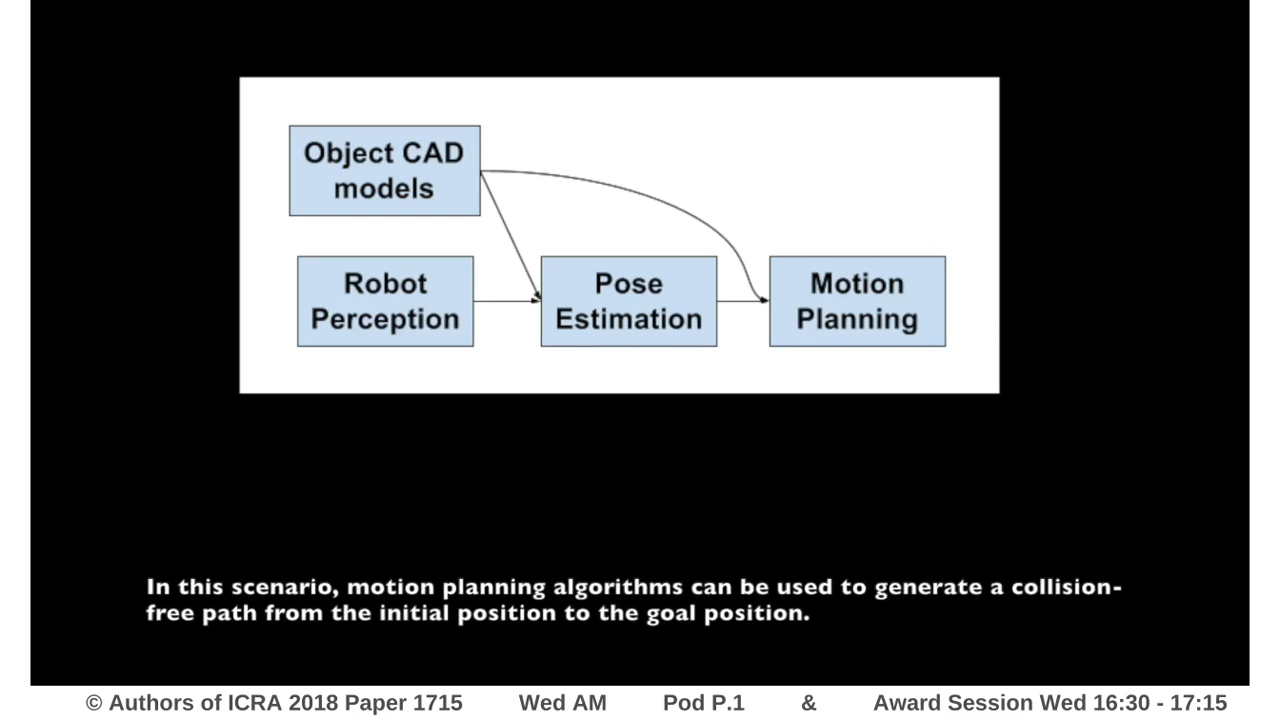 Object CAD
models
Robot
Perception
Pose
Estimation
Motion
Planning
In this scenario, motion planning algorithms can be used to generate a collision-
free path from the initial position to the goal position.
© Authors of ICRA 2018 Paper 1715 Wed AM Pod P.1 & Award Session Wed 16:30 - 17:15